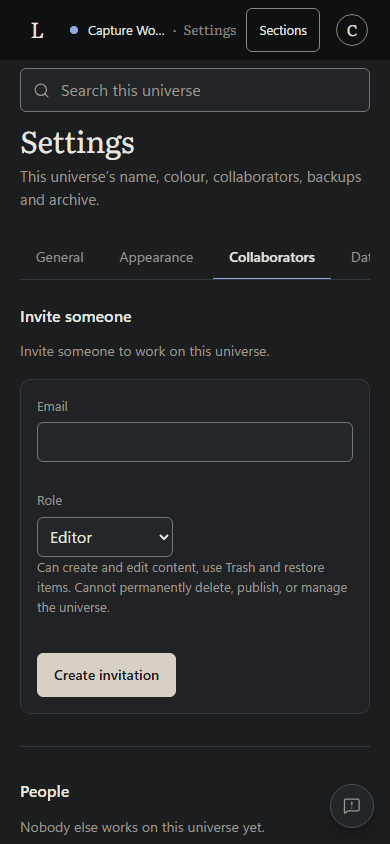 L
Capture Wo... · Settings
Sections
C
Search this universe
Settings
This universe’s name, colour, collaborators, backups
and archive.
General
Appearance
Collaborators
Dat
Invite someone
Invite someone to work on this universe.
Email
Role
Editor
Can create and edit content, use Trash and restore
items. Cannot permanently delete, publish, or manage
the universe.
Create invitation
People
Nobody else works on this universe yet.